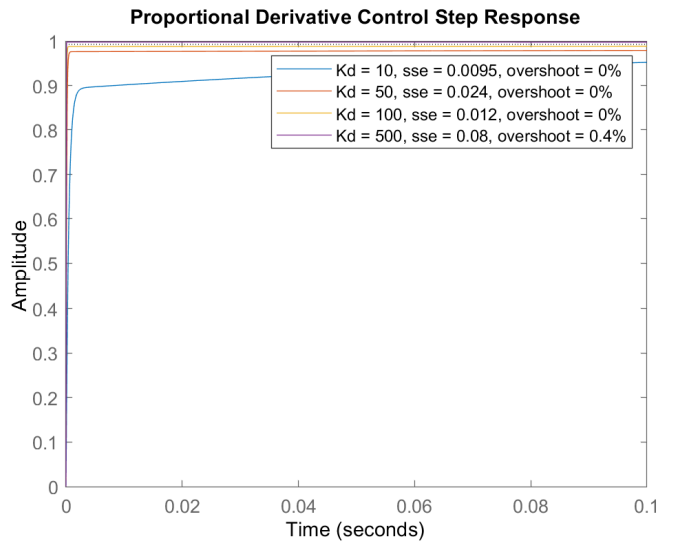 Proportional Derivative Control Step Response
1
0.9
0.8
0.7
0.6
0.5
0.4
0.3
0.2
0.1
0
Amplitude
Kd = 10, sse = 0.0095, overshoot = 0%
Kd = 50, sse = 0.024, overshoot = 0%
Kd = 100, sse = 0.012, overshoot = 0%
Kd = 500, sse = 0.08, overshoot = 0.4%
0 0.02 0.04 0.06 0.08 0.1
Time (seconds)